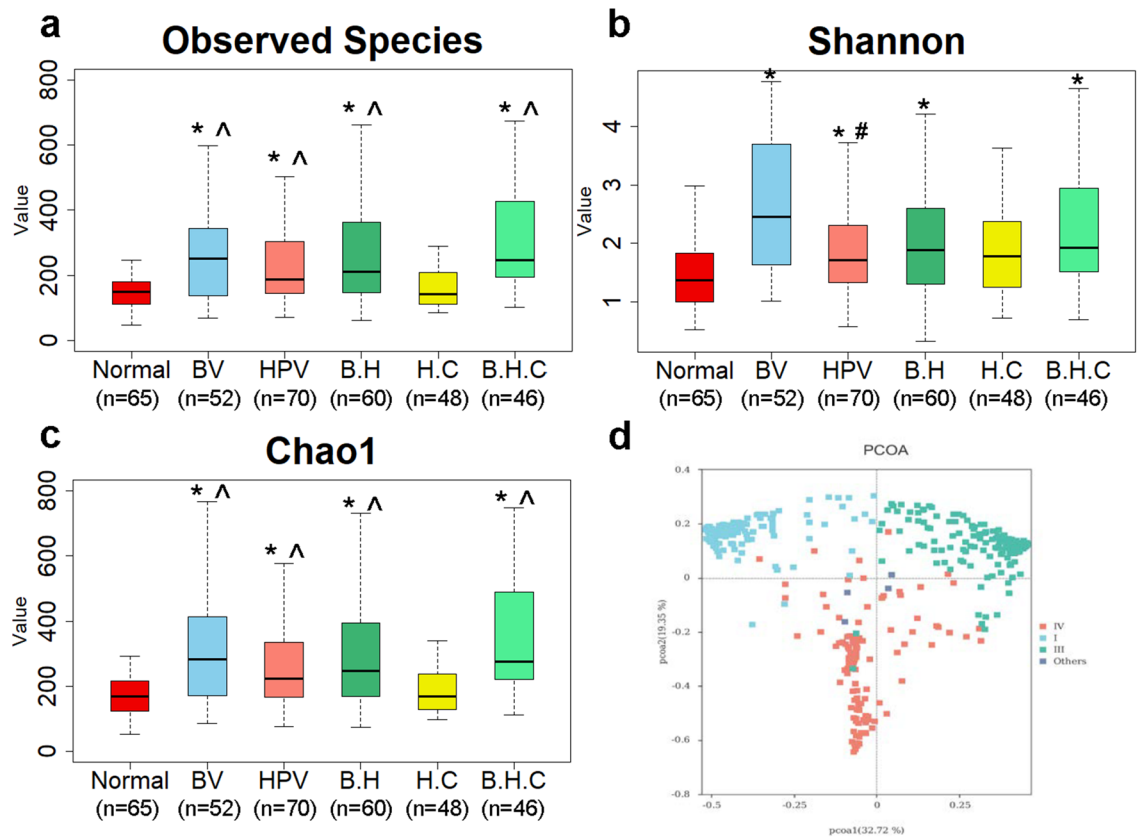 a
Observed Species
Value
800
600
400
200
0
* ^
* ^
* ^
* ^
Normal BV HPV B.H H.C B.H.C
(n=65) (n=52) (n=70) (n=60) (n=48) (n=46)
b
Shannon
Value
4
3
2
1
*
* #
*
*
Normal BV HPV B.H H.C B.H.C
(n=65) (n=52) (n=70) (n=60) (n=48) (n=46)
c
Chao1
Value
800
600
400
200
0
* ^
* ^
* ^
* ^
Normal BV HPV B.H H.C B.H.C
(n=65) (n=52) (n=70) (n=60) (n=48) (n=46)
d
PCOA
pcoa2(19.35 %)
0.4
0.2
0
-0.2
-0.4
-0.6
-0.8
-0.5 -0.25 0 0.25
pcoa1(32.72 %)
IV
I
III
Others